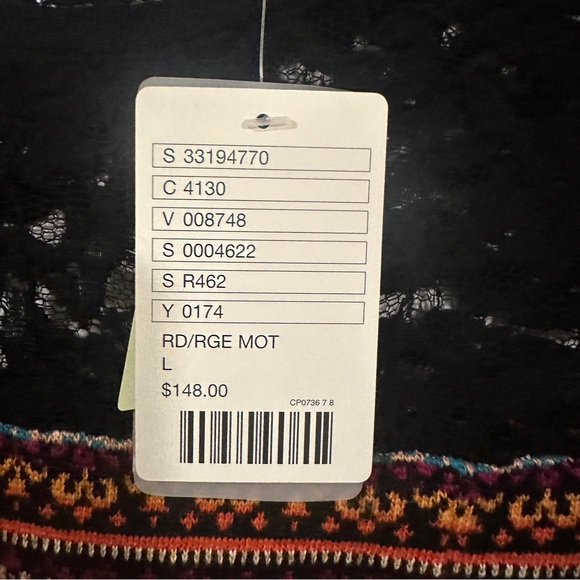 S 33194770
C 4130
V 008748
S 0004622
S R462
Y 0174
RD/RGE MOT
L
$148.00
CP0736 7 8